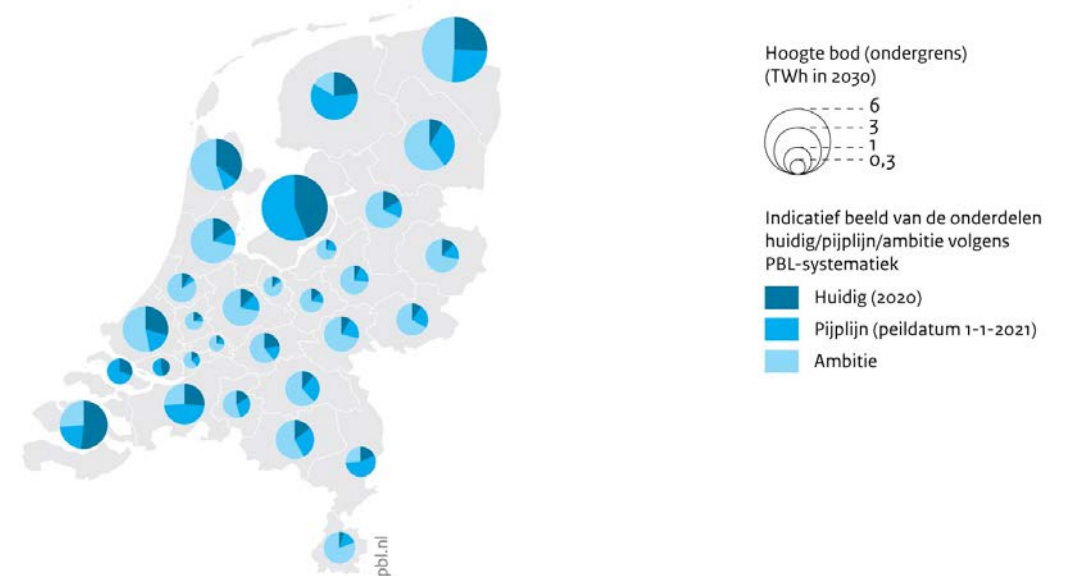 Hoogte bod (ondergrens)
(TWh in 2030)
6
3
1
0,3
Indicatief beeld van de onderdelen
huidig/pijplijn/ambitie volgens
PBL-systematiek
Huidig (2020)
Pijplijn (peildatum 1-1-2021)
Ambitie
pbl.nl